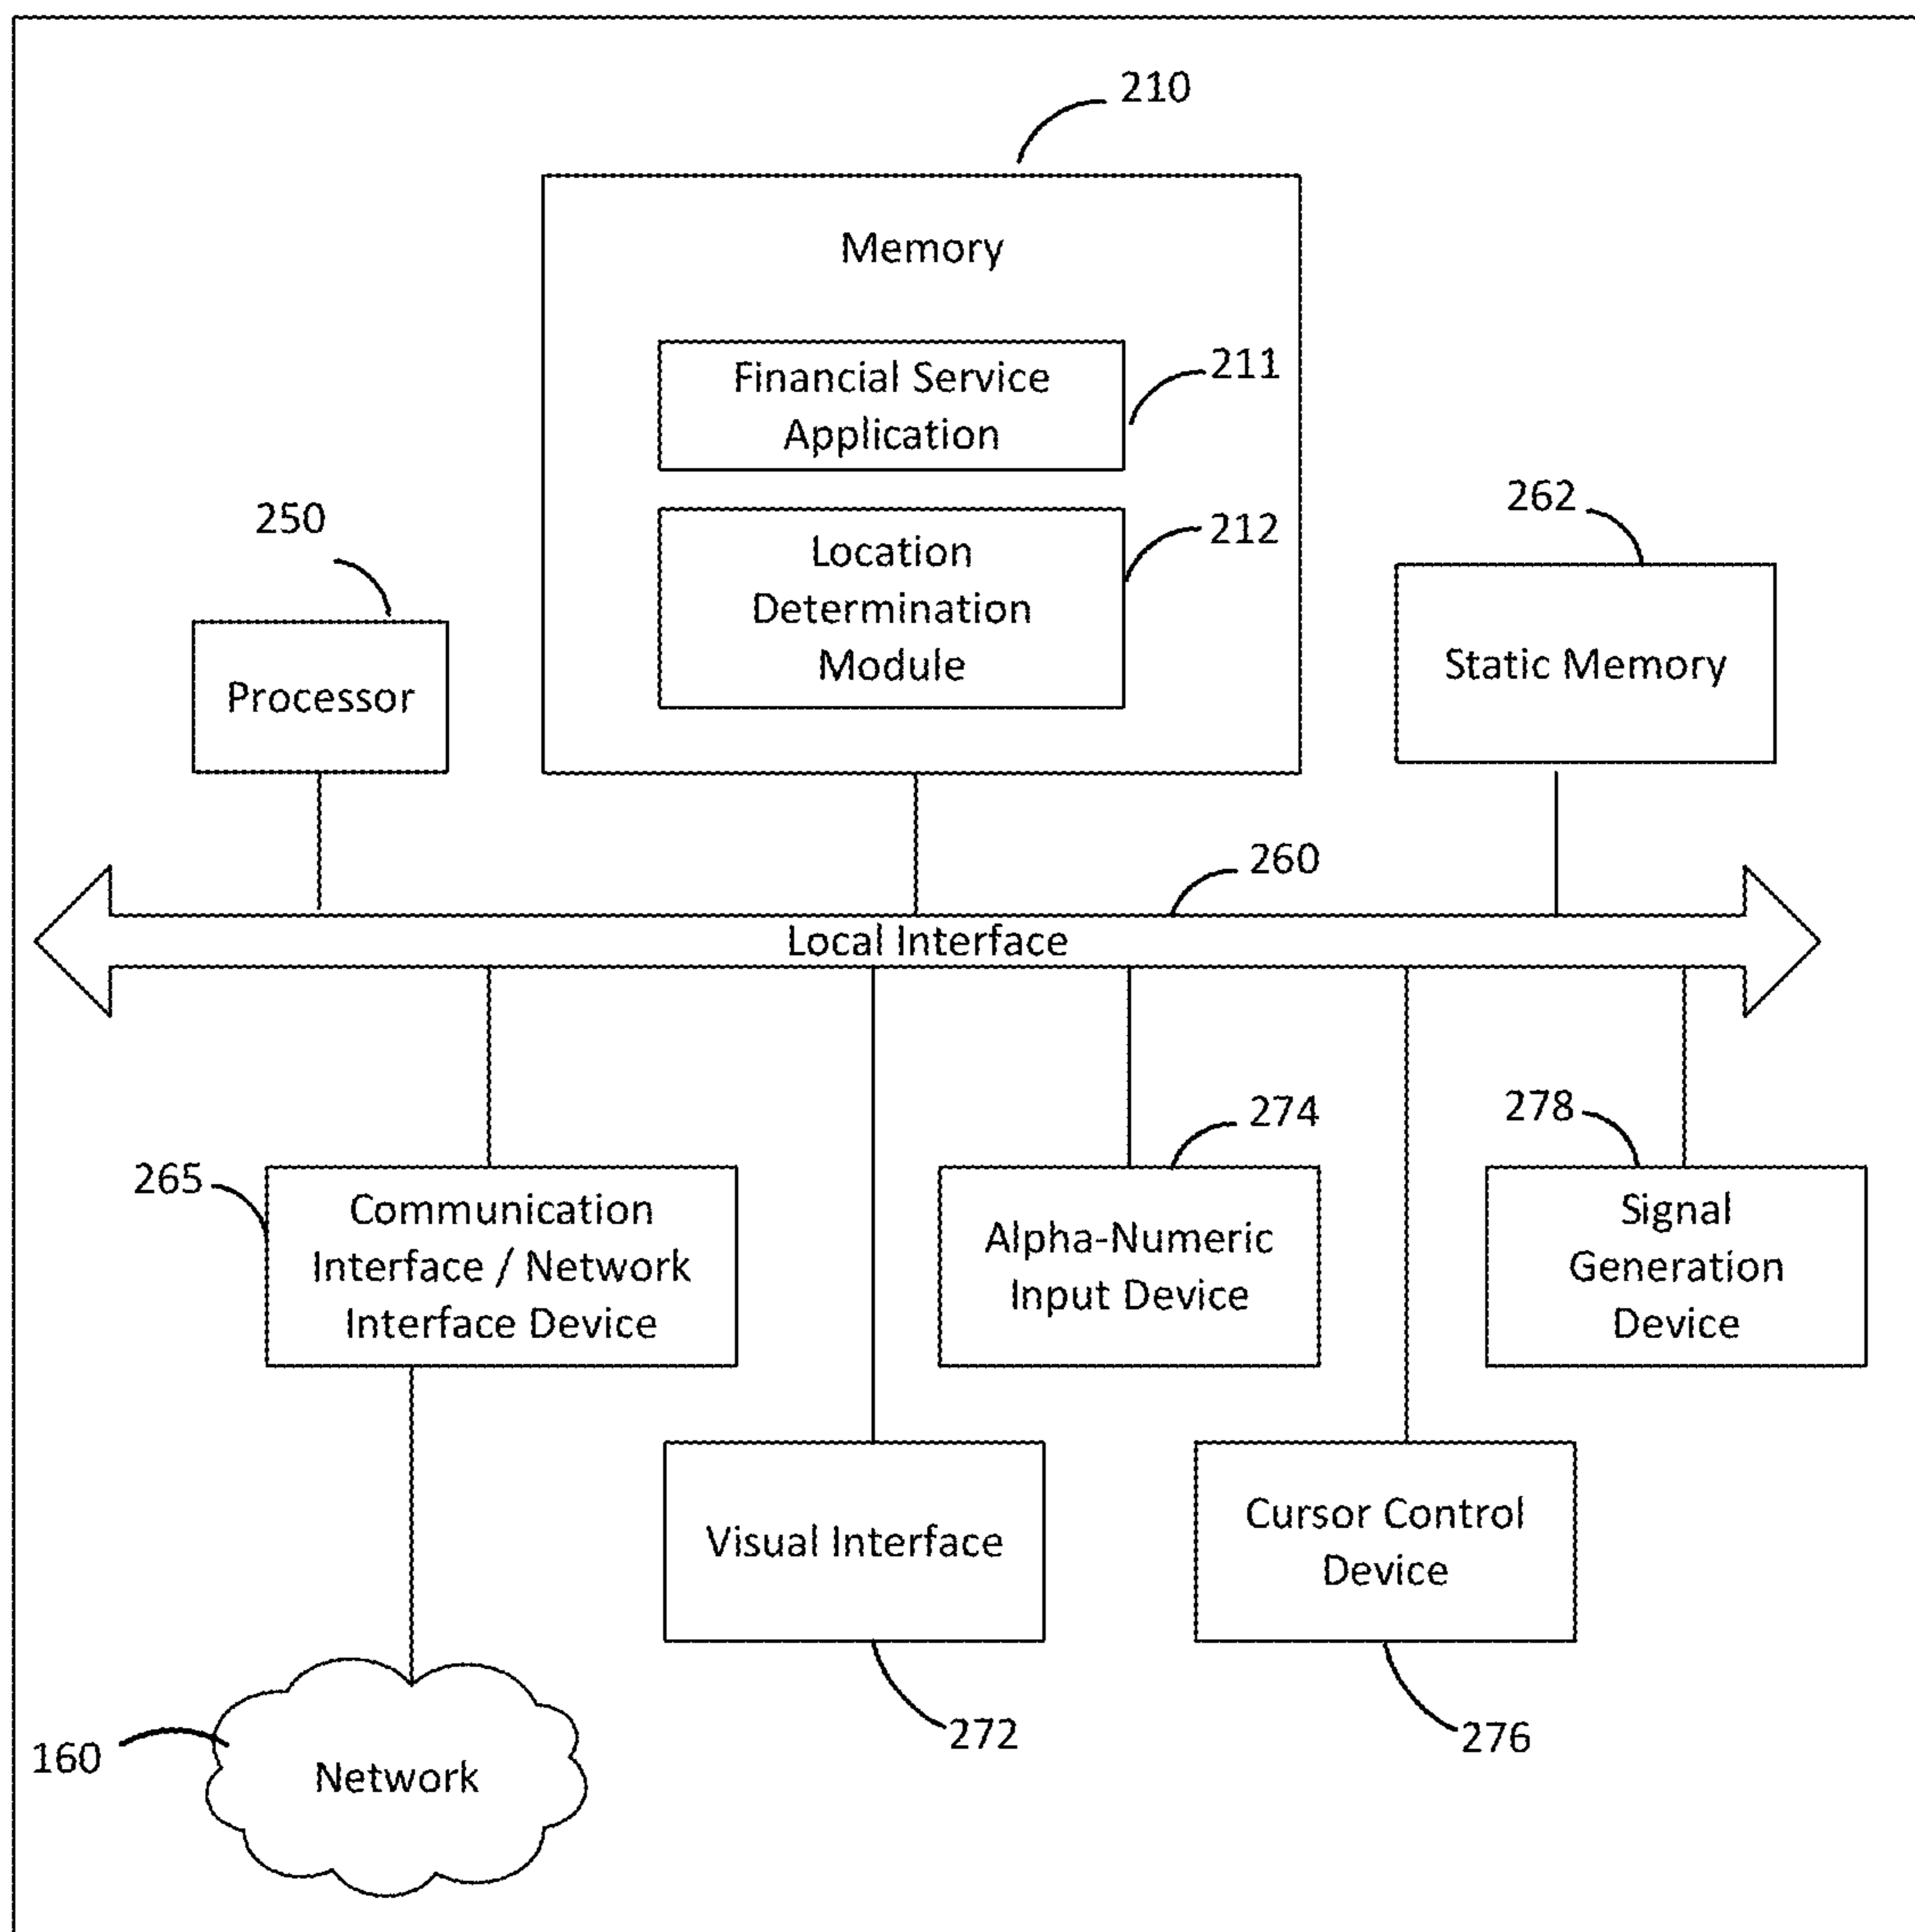 210
Memory
Financial Service
Application
211
Location
Determination
Module
212
250
Processor
262
Static Memory
260
Local Interface
265
Communication
Interface / Network
Interface Device
274
Alpha-Numeric
Input Device
278
Signal
Generation
Device
Visual Interface
272
Cursor Control
Device
276
160
Network